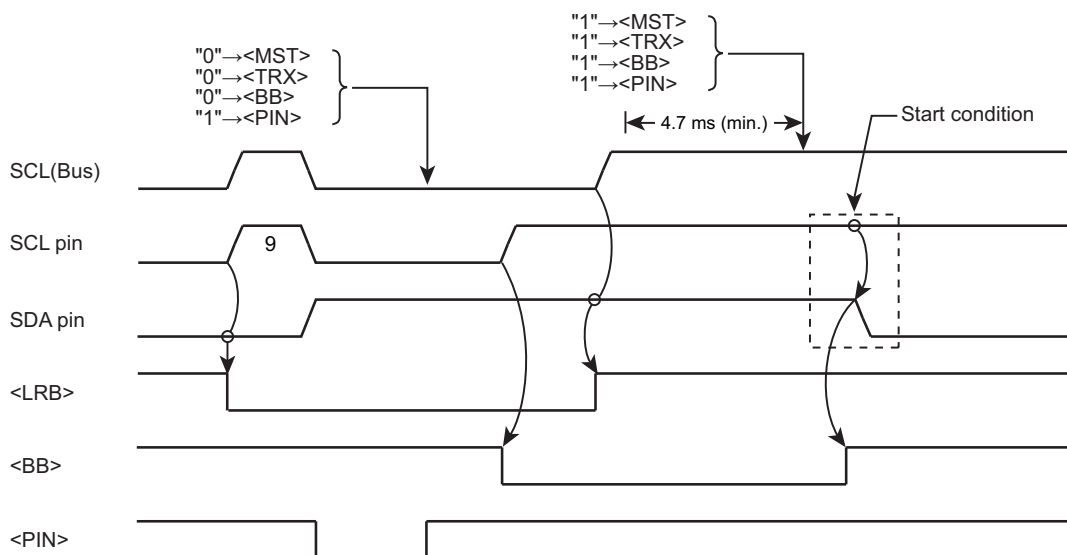 "0"→<MST>
"0"→<TRX>
"0"→<BB>
"1"→<PIN>
"1"→<MST>
"1"→<TRX>
"1"→<BB>
"1"→<PIN>
4.7 ms (min.)
Start condition
SCL(Bus)
SCL pin
9
SDA pin
<LRB>
<BB>
<PIN>